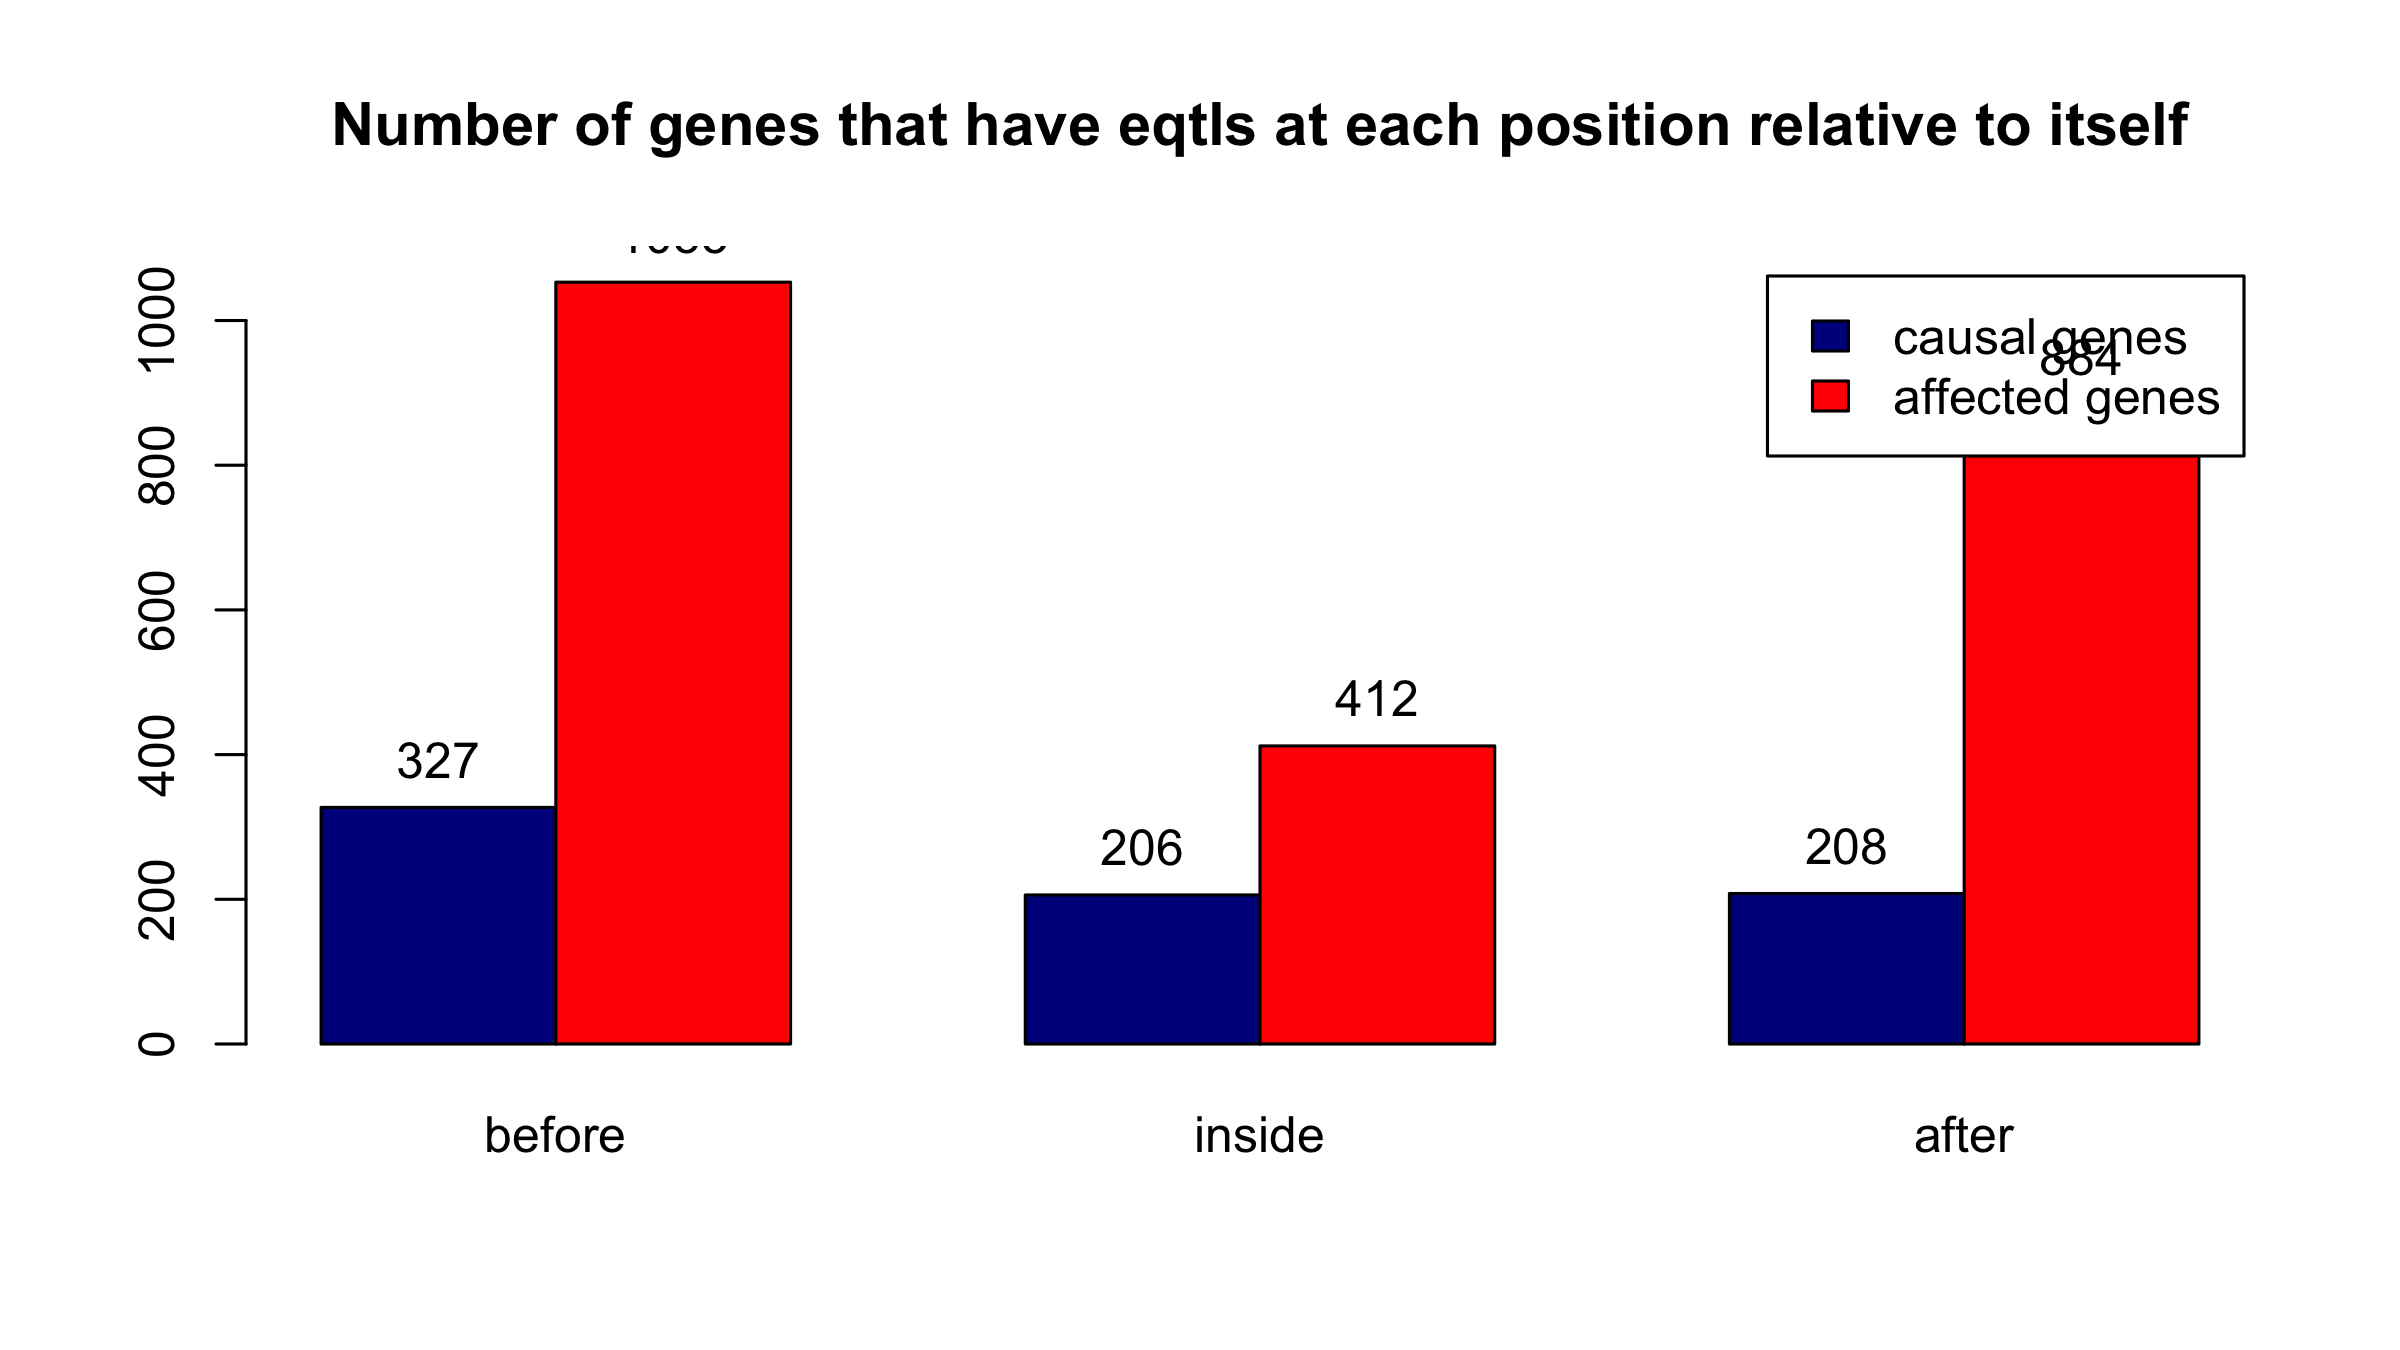 Number of genes that have eqtls at each position relative to itself
1000
800
600
400
200
0
327
206
412
208
884
causal genes
affected genes
before
inside
after